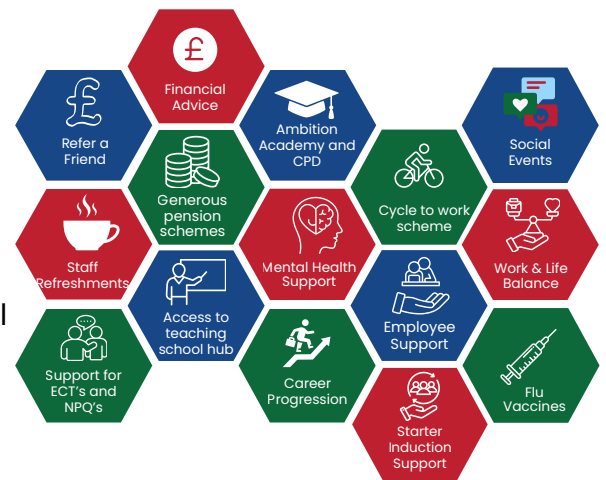 £
Financial
Advice
£
Refer a
Friend
Ambition
Academy and
CPD
Social
Events
Generous
pension
schemes
Cycle to work
scheme
Staff
Refreshments
Mental Health
Support
Work & Life
Balance
Access to
teaching
school hub
Employee
Support
l
Support for
ECT's and
NPQ's
Career
Progression
Flu
Vaccines
Starter
Induction
Support